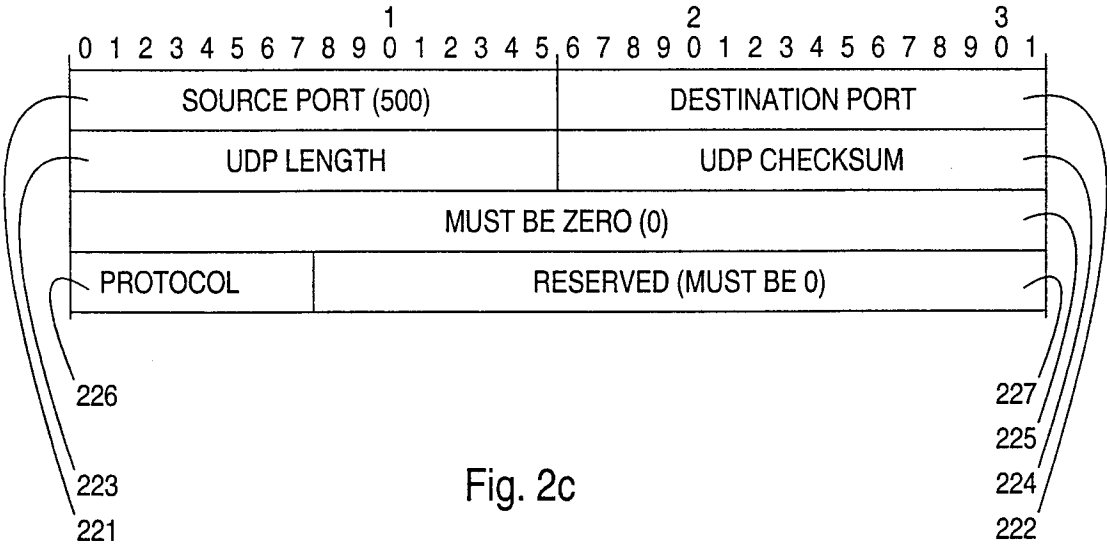 1 2 3
0 1 2 3 4 5 6 7 8 9 0 1 2 3 4 5 6 7 8 9 0 1 2 3 4 5 6 7 8 9 0 1
SOURCE PORT (500) DESTINATION PORT
UDP LENGTH UDP CHECKSUM
MUST BE ZERO (0)
PROTOCOL RESERVED (MUST BE 0)
226 227
225
223 Fig. 2c 224
221 222